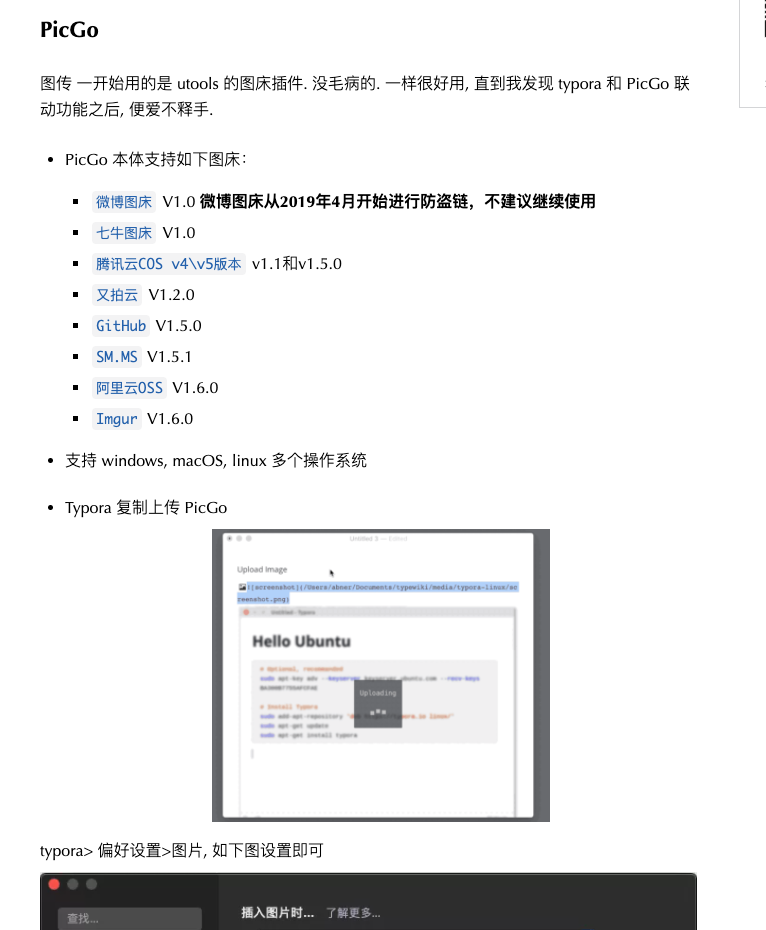 PicGo
图传 一开始用的是 utools 的图床插件. 没毛病的. 一样很好用, 直到我发现 typora 和 PicGo 联
动功能之后, 便爱不释手.
PicGo 本体支持如下图床：
微博图床 V1.0 微博图床从2019年4月开始进行防盗链，不建议继续使用
七牛图床 V1.0
腾讯云COS v4\v5版本 v1.1和v1.5.0
又拍云 V1.2.0
GitHub V1.5.0
SM.MS V1.5.1
阿里云OSS V1.6.0
Imgur V1.6.0
支持 windows, macOS, linux 多个操作系统
Typora 复制上传 PicGo
Untitled 2 — Edited
Upload Image
![screenshot](/Users/abner/Documents/typewiki/media/typora-linux/sc
reenshot.png)
Untitled - Typora
Hello Ubuntu
# Optional, recommended
sudo apt-key adv --keyserver keyserver.ubuntu.com --recv-keys
# Install Typora
Uploading
sudo add-apt-repository
sudo apt-get update
sudo apt-get install typora
typora> 偏好设置>图片, 如下图设置即可
查找...
插入图片时... 了解更多...